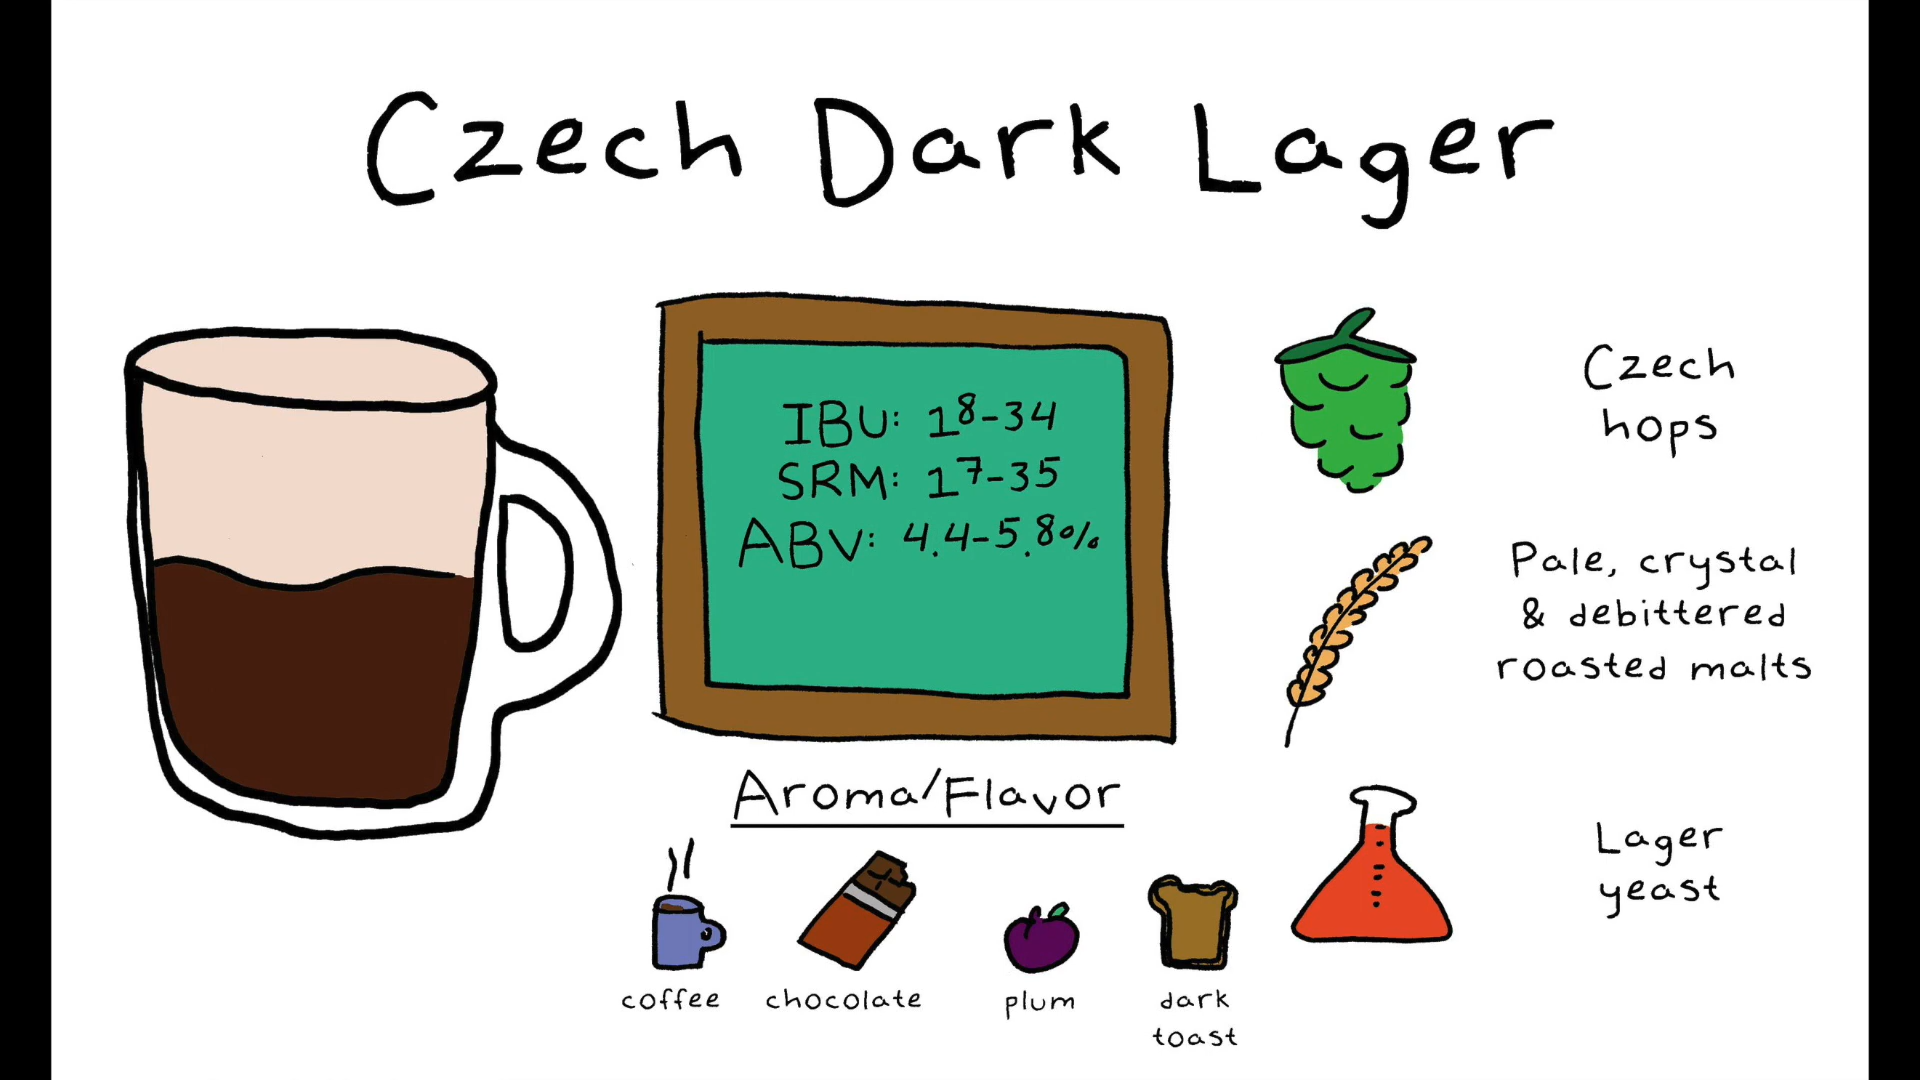 Czech Dark Lager
IBU: 18-34
SRM: 17-35
ABV: 4.4-5.8%
Czech
hops
Pale, crystal
& debittered
roasted malts
Lager
yeast
Aroma/Flavor
coffee
chocolate
plum
dark
toast